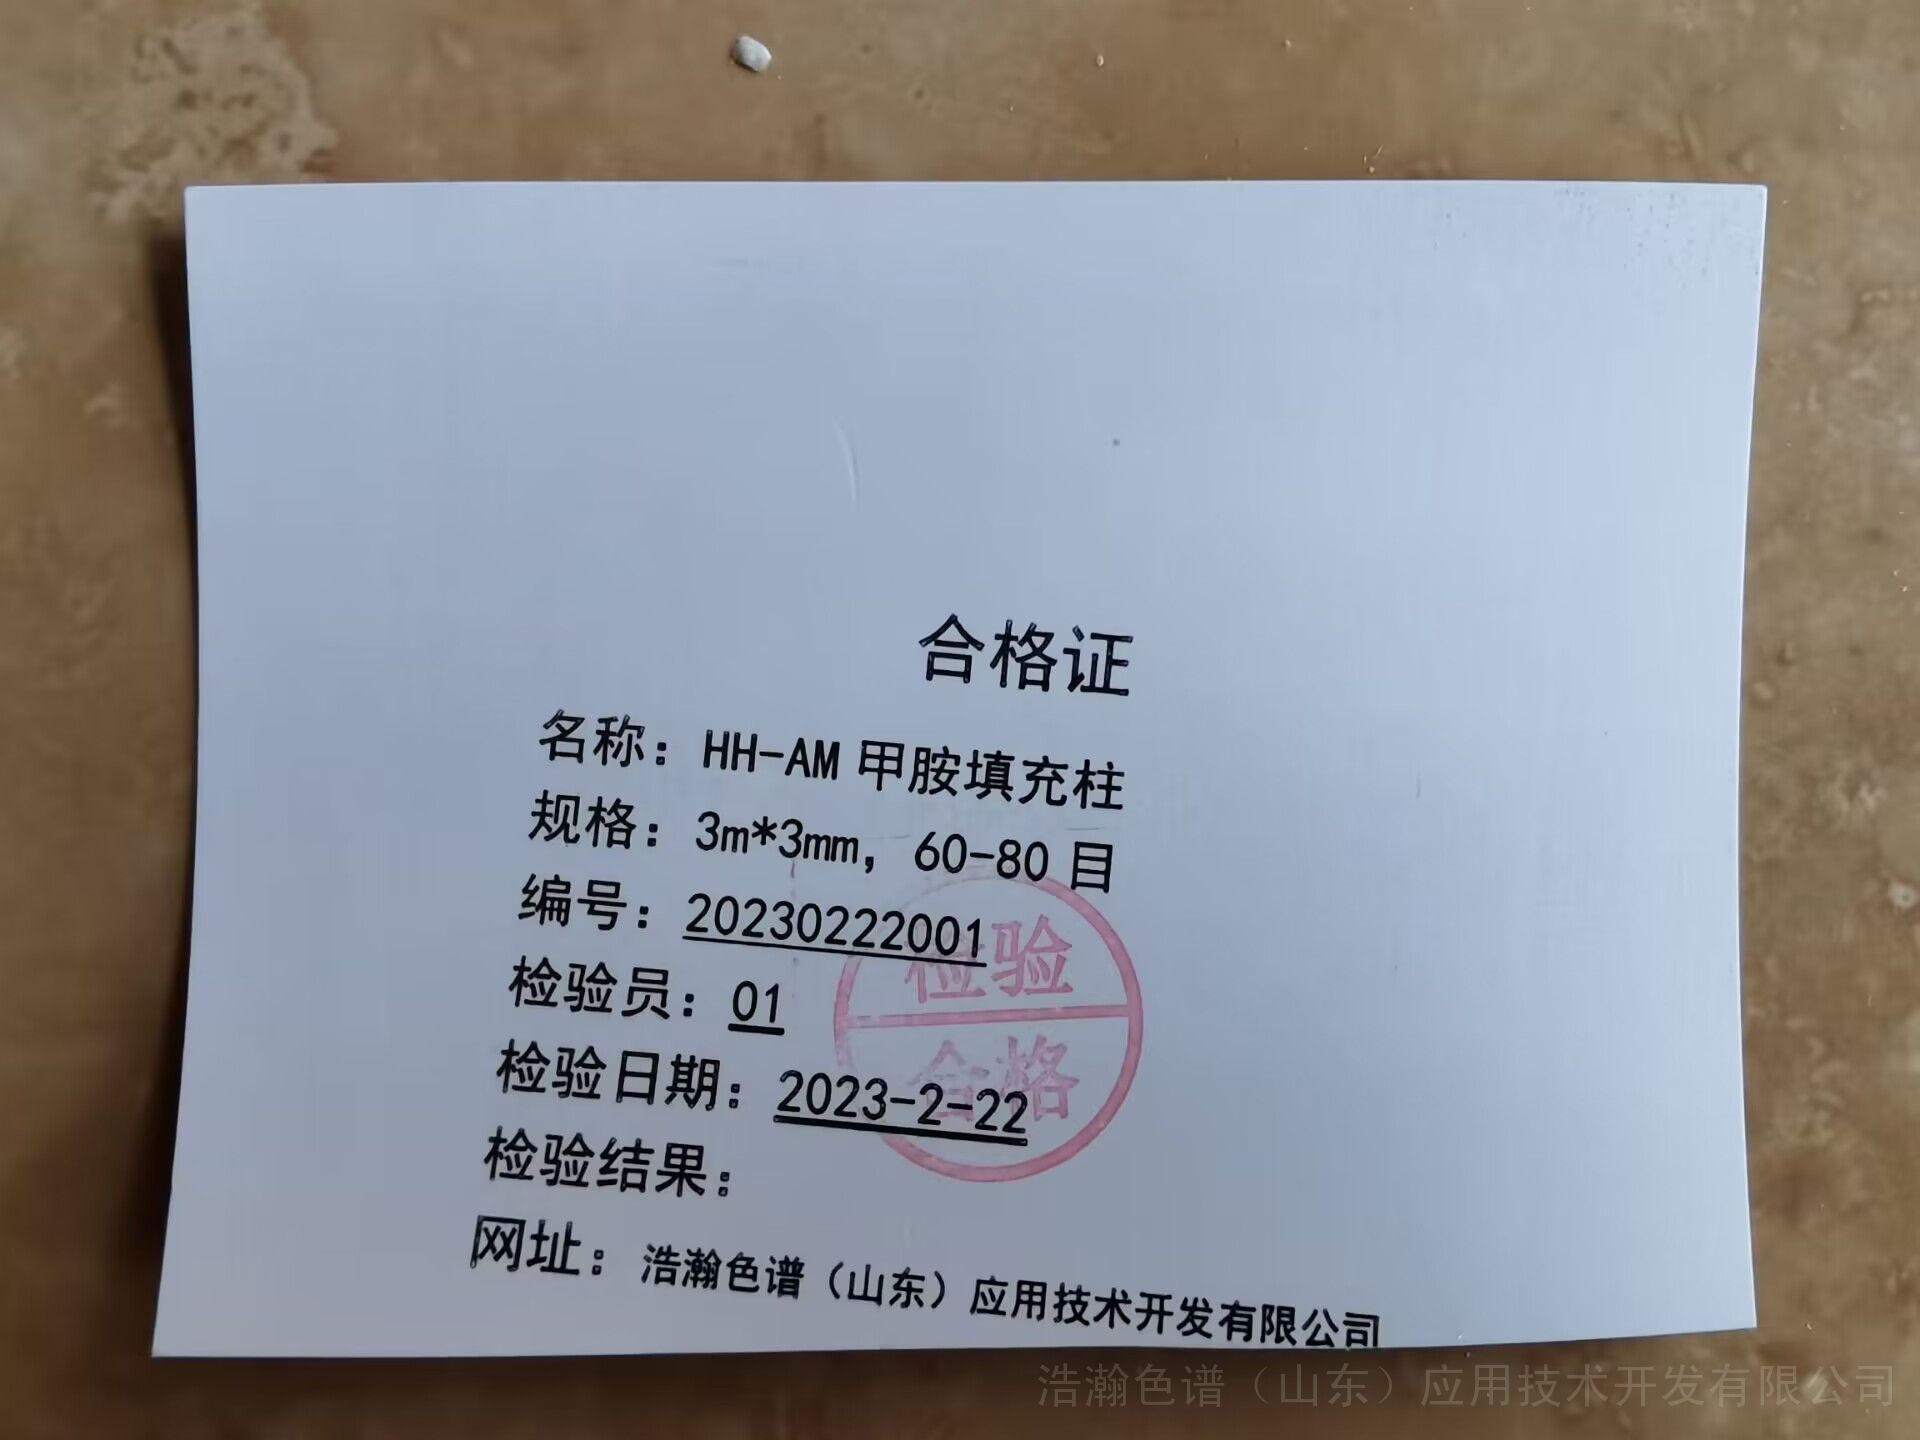 合格证
名称：HH-AM 甲胺填充柱
规格：3m*3mm，60-80 目
编号：20230222001
检验员：01
检验日期：2023-2-22
检验结果：
网址：浩瀚色谱（山东）应用技术开发有限公司
检验
合格
浩瀚色谱（山东）应用技术开发有限公司